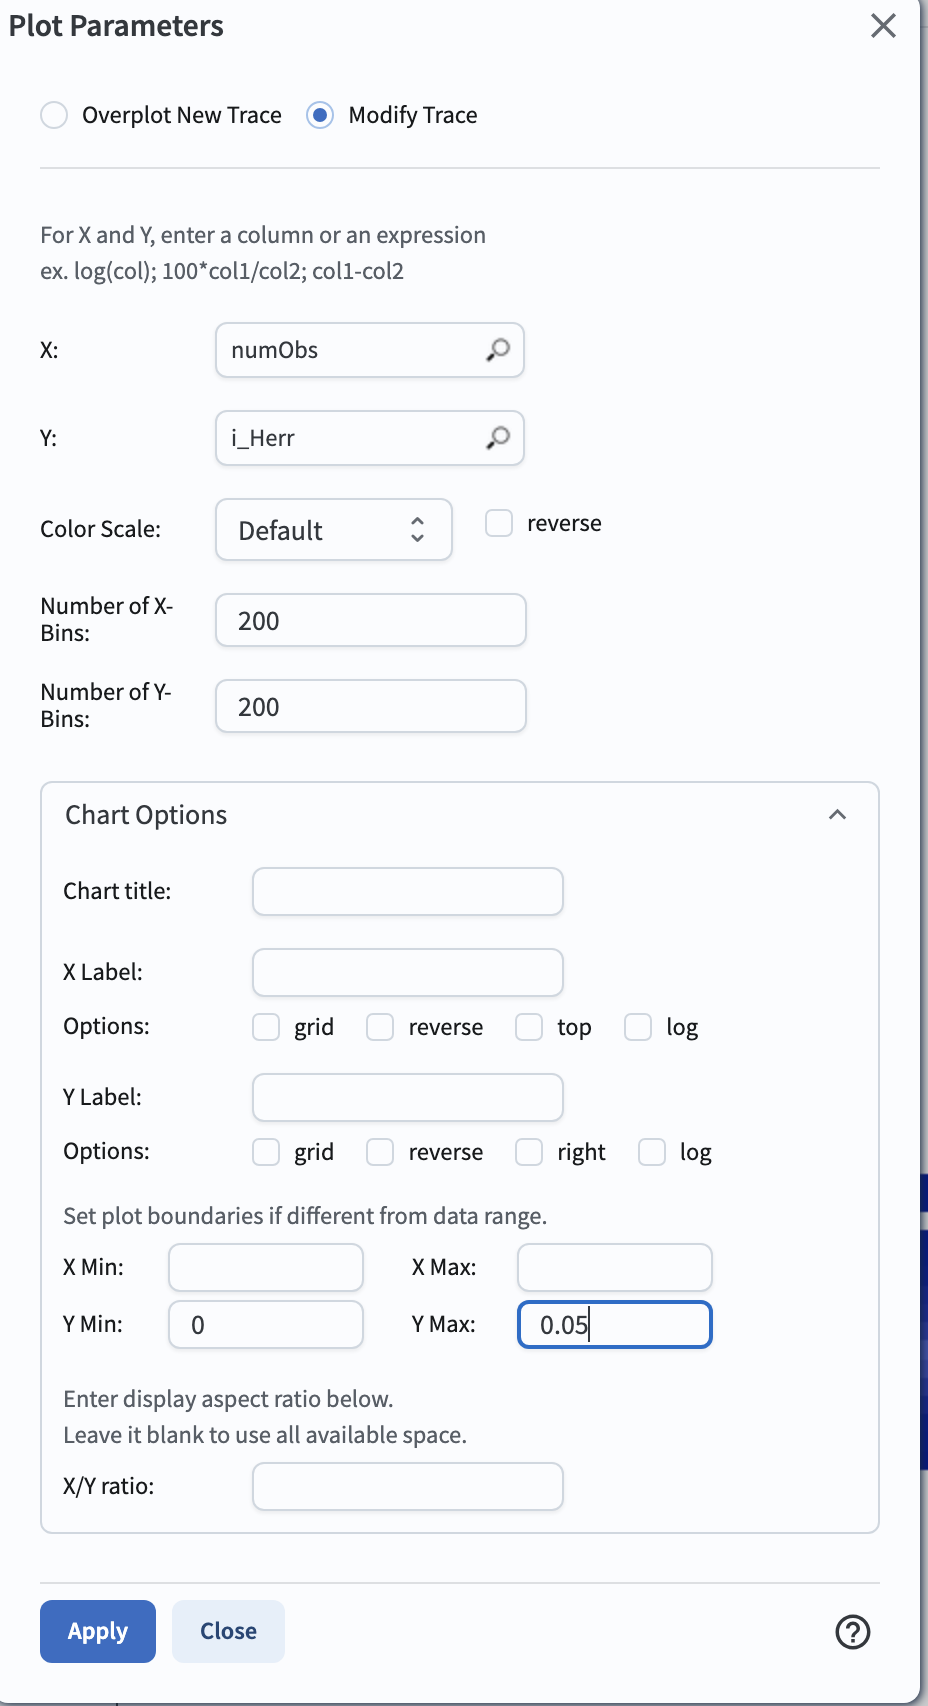 Plot Parameters
Overplot New Trace Modify Trace
For X and Y, enter a column or an expression
ex. log(col); 100*col1/col2; col1-col2
X: numObs
Y: i_Herr
Color Scale: Default reverse
Number of X-
Bins: 200
Number of Y-
Bins: 200
Chart Options
Chart title:
X Label:
Options: grid reverse top log
Y Label:
Options: grid reverse right log
Set plot boundaries if different from data range.
X Min: X Max:
Y Min: 0 Y Max: 0.05
Enter display aspect ratio below.
Leave it blank to use all available space.
X/Y ratio:
Apply Close ?